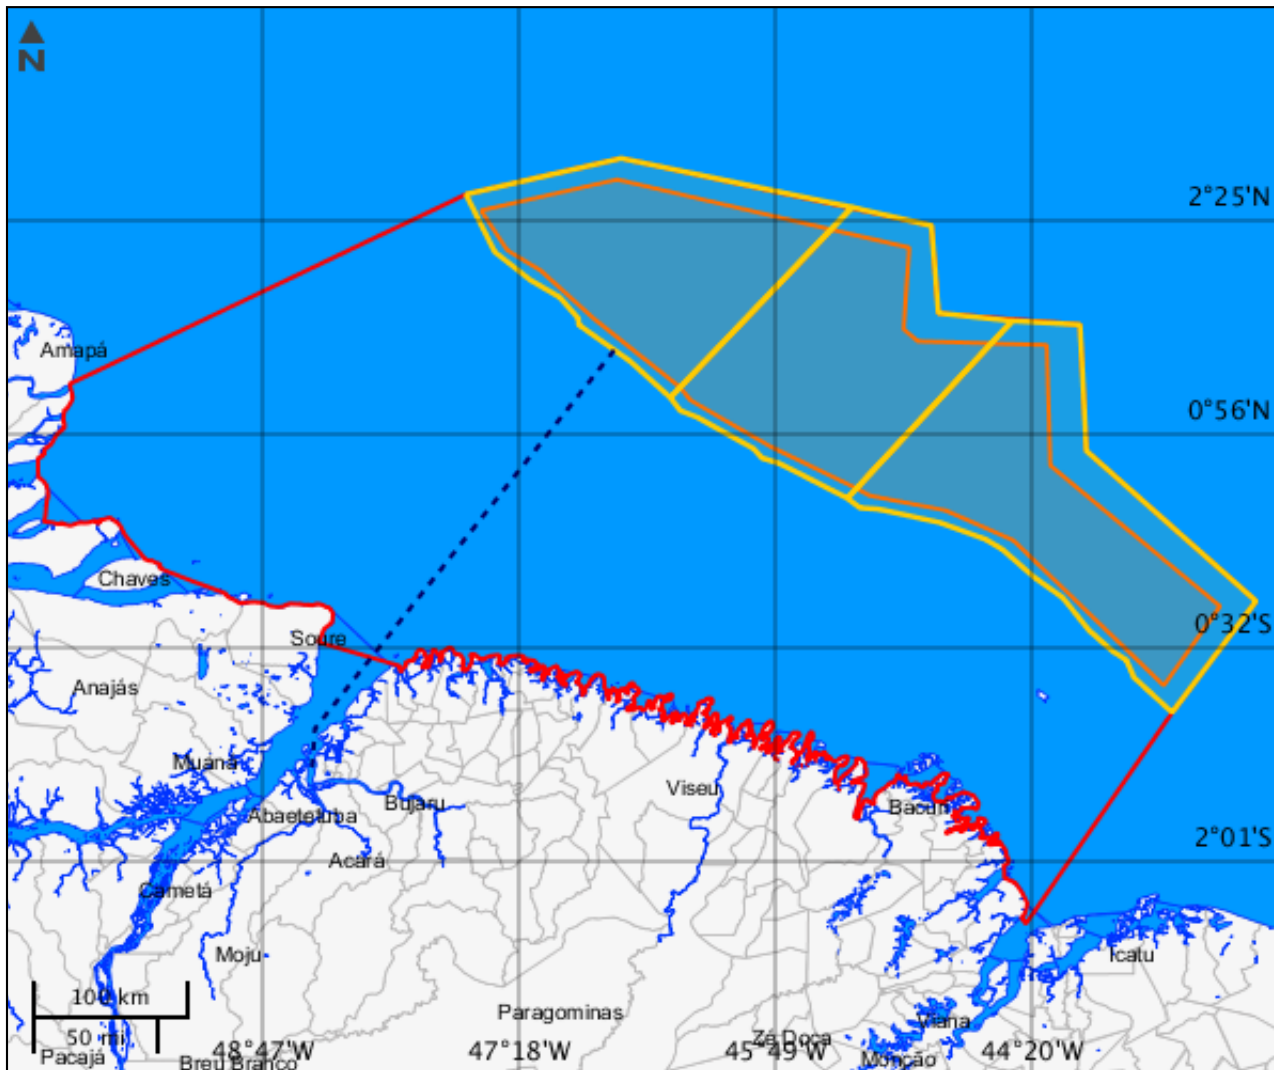 N
2°25'N
Amapá
0°56'N
Chaves
0°32'S
Soure
Anajás
Muaná
Viseu
Bujaru
Bacuri
Abaetetuba
Acará
2°01'S
Cametá
Moju
Icatu
100 km
Paragominas
Viana
50 mi
Zé Doca
48°47'W
47°18'W
45°49'W
44°20'W
Pacajá
Breu Branco
Monção